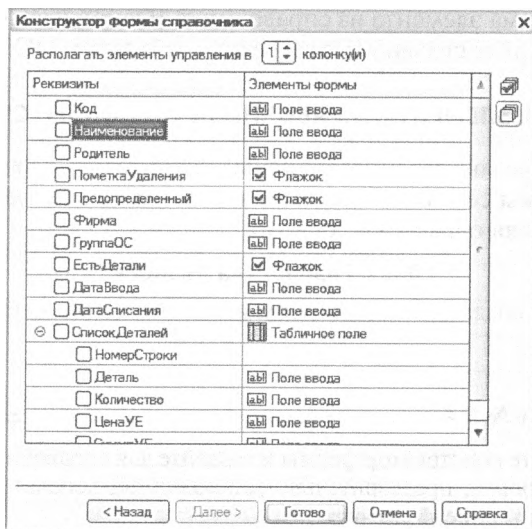 Конструктор формы справочника x
Располагать элементы управления в 1 колонку(и)
Реквизиты Элементы формы
Код Поле ввода
Наименование Поле ввода
Родитель Поле ввода
ПометкаУдаления Флажок
Предопределенный Флажок
Фирма Поле ввода
ГруппаОС Поле ввода
ЕстьДетали Флажок
ДатаВвода Поле ввода
ДатаСписания Поле ввода
СписокДеталей Табличное поле
НомерСтроки
Деталь Поле ввода
Количество Поле ввода
ЦенаУЕ Поле ввода
< Назад Далее > Готово Отмена Справка